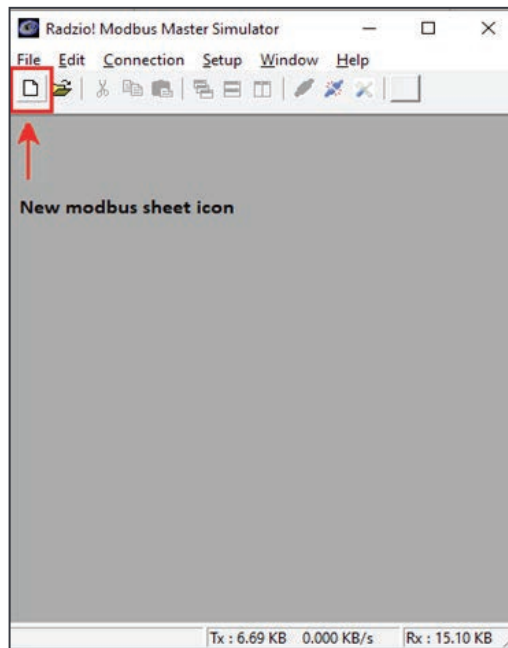 Radzio! Modbus Master Simulator
File Edit Connection Setup Window Help
New modbus sheet icon
Tx : 6.69 KB 0.000 KB/s Rx : 15.10 KB